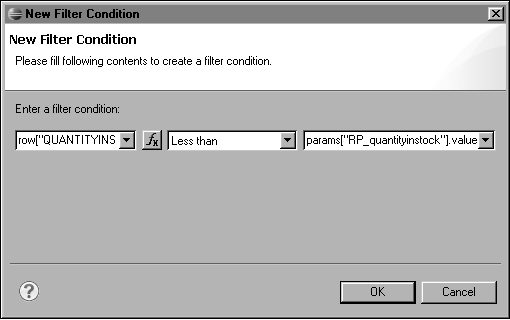 New Filter Condition
New Filter Condition
Please fill following contents to create a filter condition.
Enter a filter condition:
row["QUANTITYINS fx Less than params["RP_quantityinstock"].value
? OK Cancel